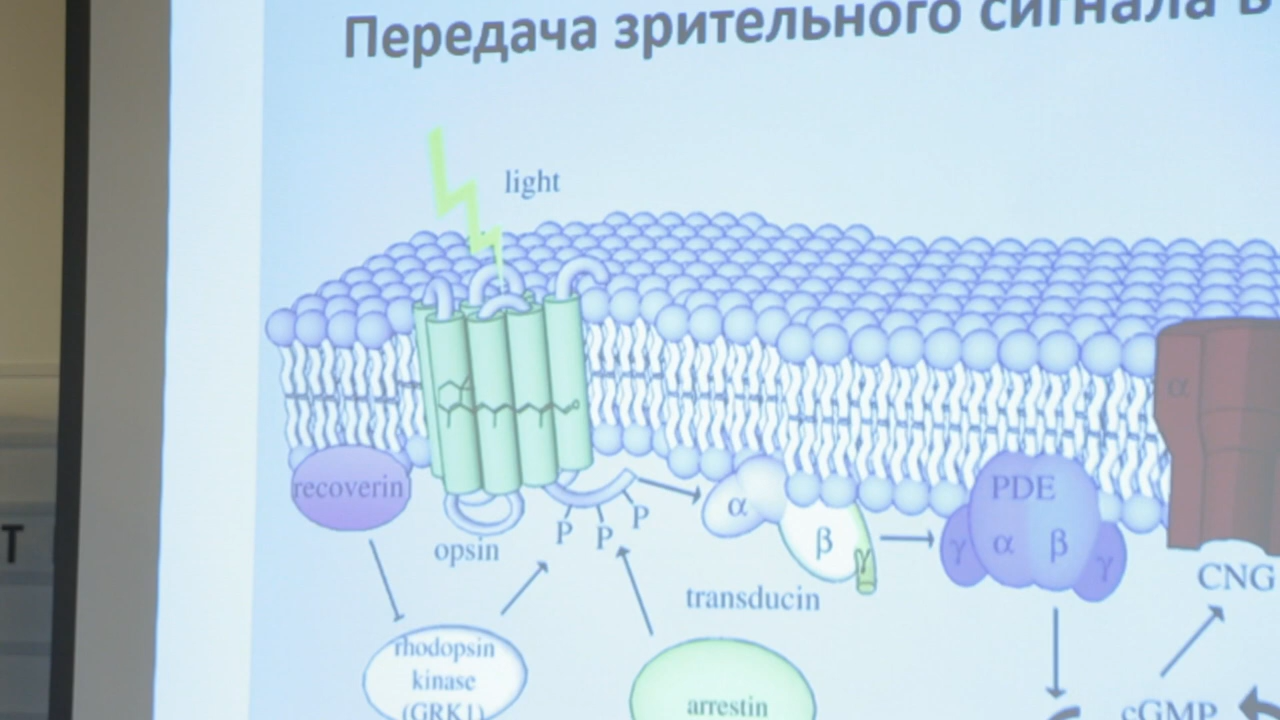 Передача зрительного сигнала в
light
α
recoverin
PDE
α
β
γ
γ α β γ
P P P
opsin
T
CNG
transducin
rhodopsin
kinase
(GRK1)
arrestin
cGMP